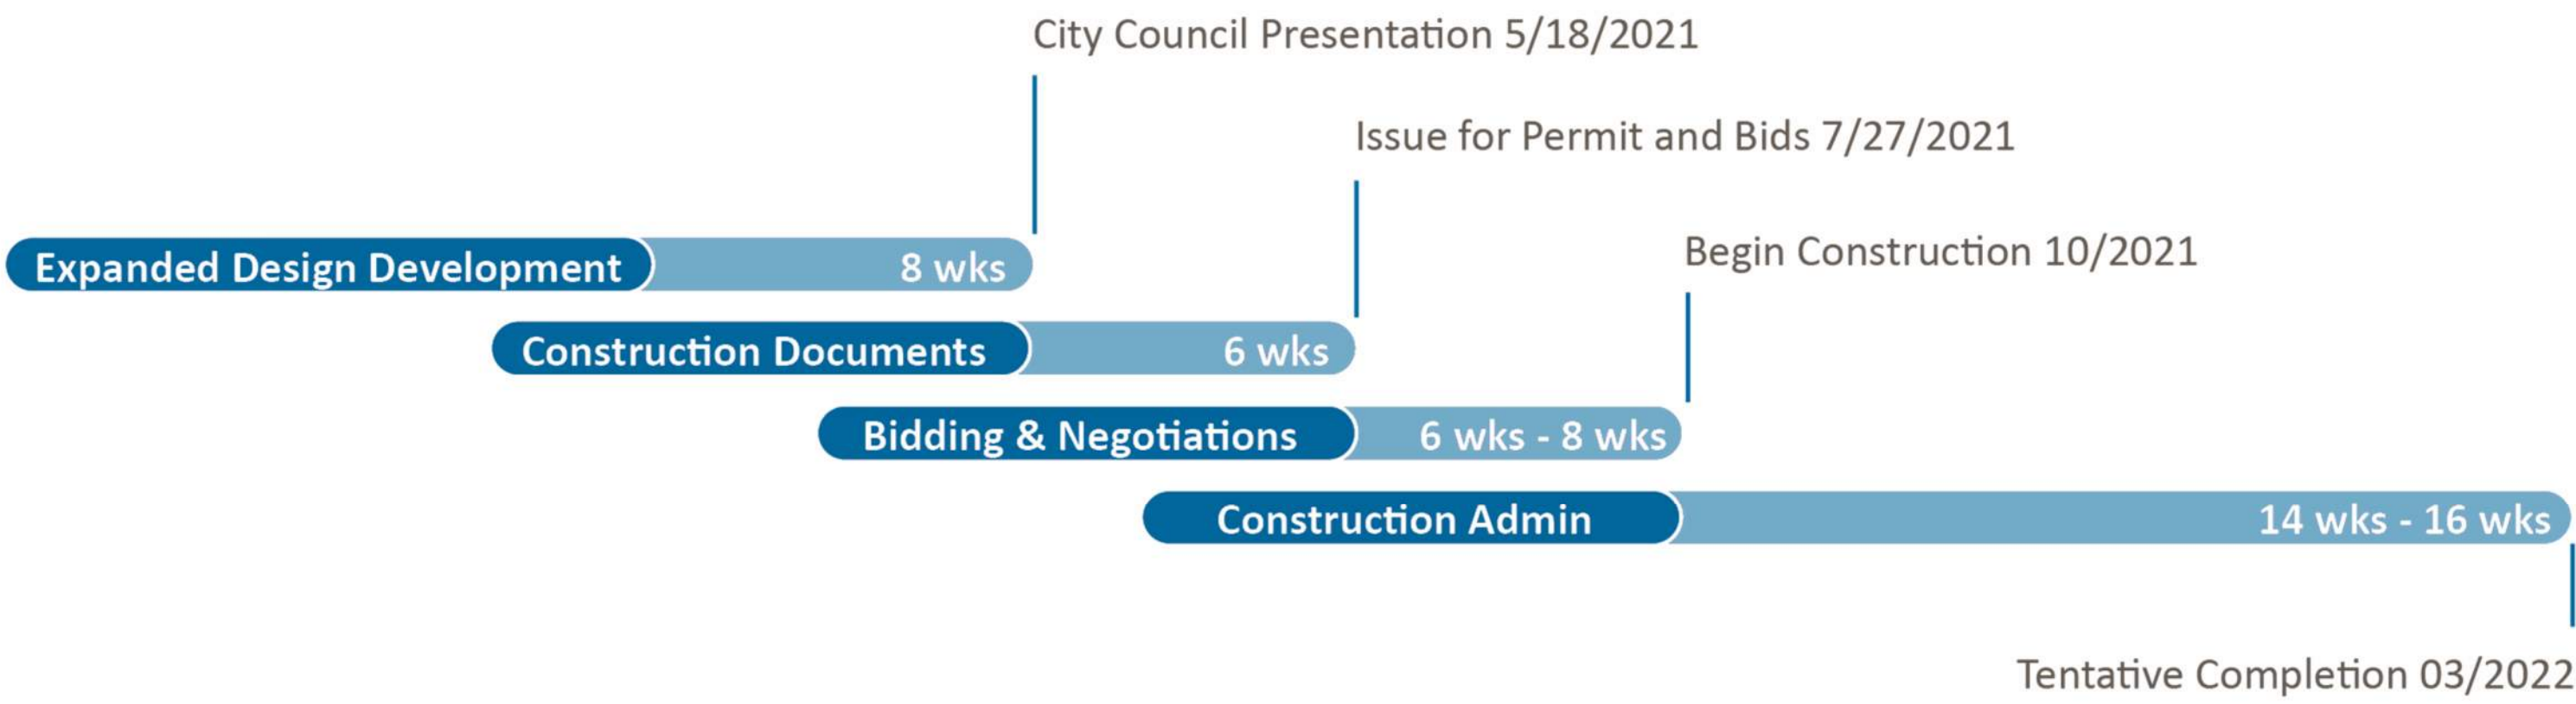 City Council Presentation 5/18/2021
Issue for Permit and Bids 7/27/2021
Begin Construction 10/2021
Expanded Design Development 8 wks
Construction Documents 6 wks
Bidding & Negotiations 6 wks - 8 wks
Construction Admin 14 wks - 16 wks
Tentative Completion 03/2022